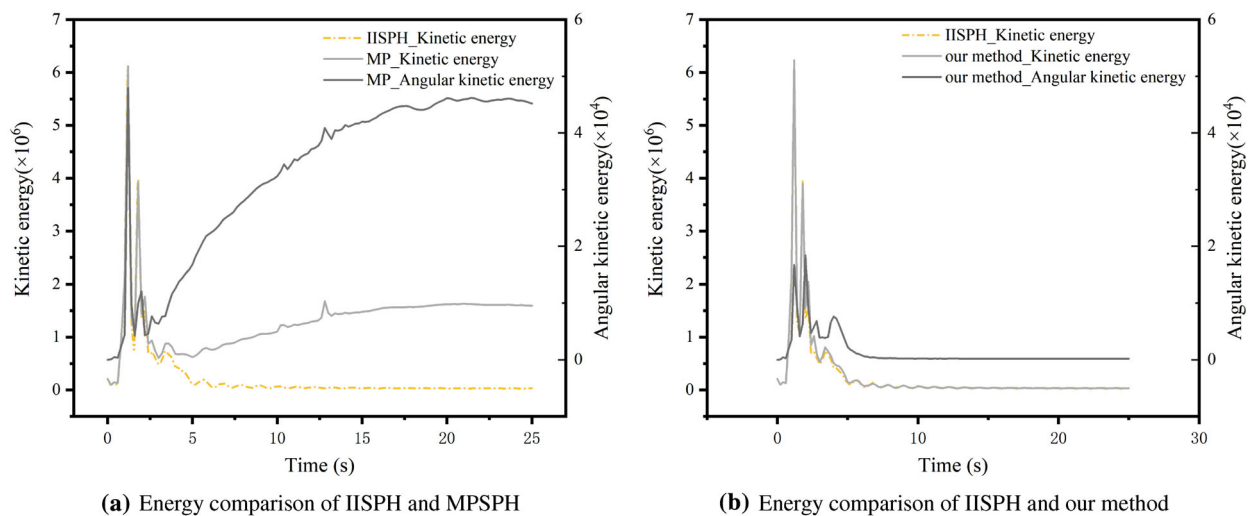 IISPH_Kinetic energy
MP_Kinetic energy
MP_Angular kinetic energy
Kinetic energy(×10⁶)
7
6
5
4
3
2
1
0
Angular kinetic energy(×10⁴)
6
4
2
0
0 5 10 15 20 25
Time (s)
(a) Energy comparison of IISPH and MPSPH
IISPH_Kinetic energy
our method_Kinetic energy
our method_Angular kinetic energy
Kinetic energy(×10⁶)
7
6
5
4
3
2
1
0
Angular kinetic energy(×10⁴)
6
4
2
0
0 5 10 15 20 25 30
Time (s)
(b) Energy comparison of IISPH and our method